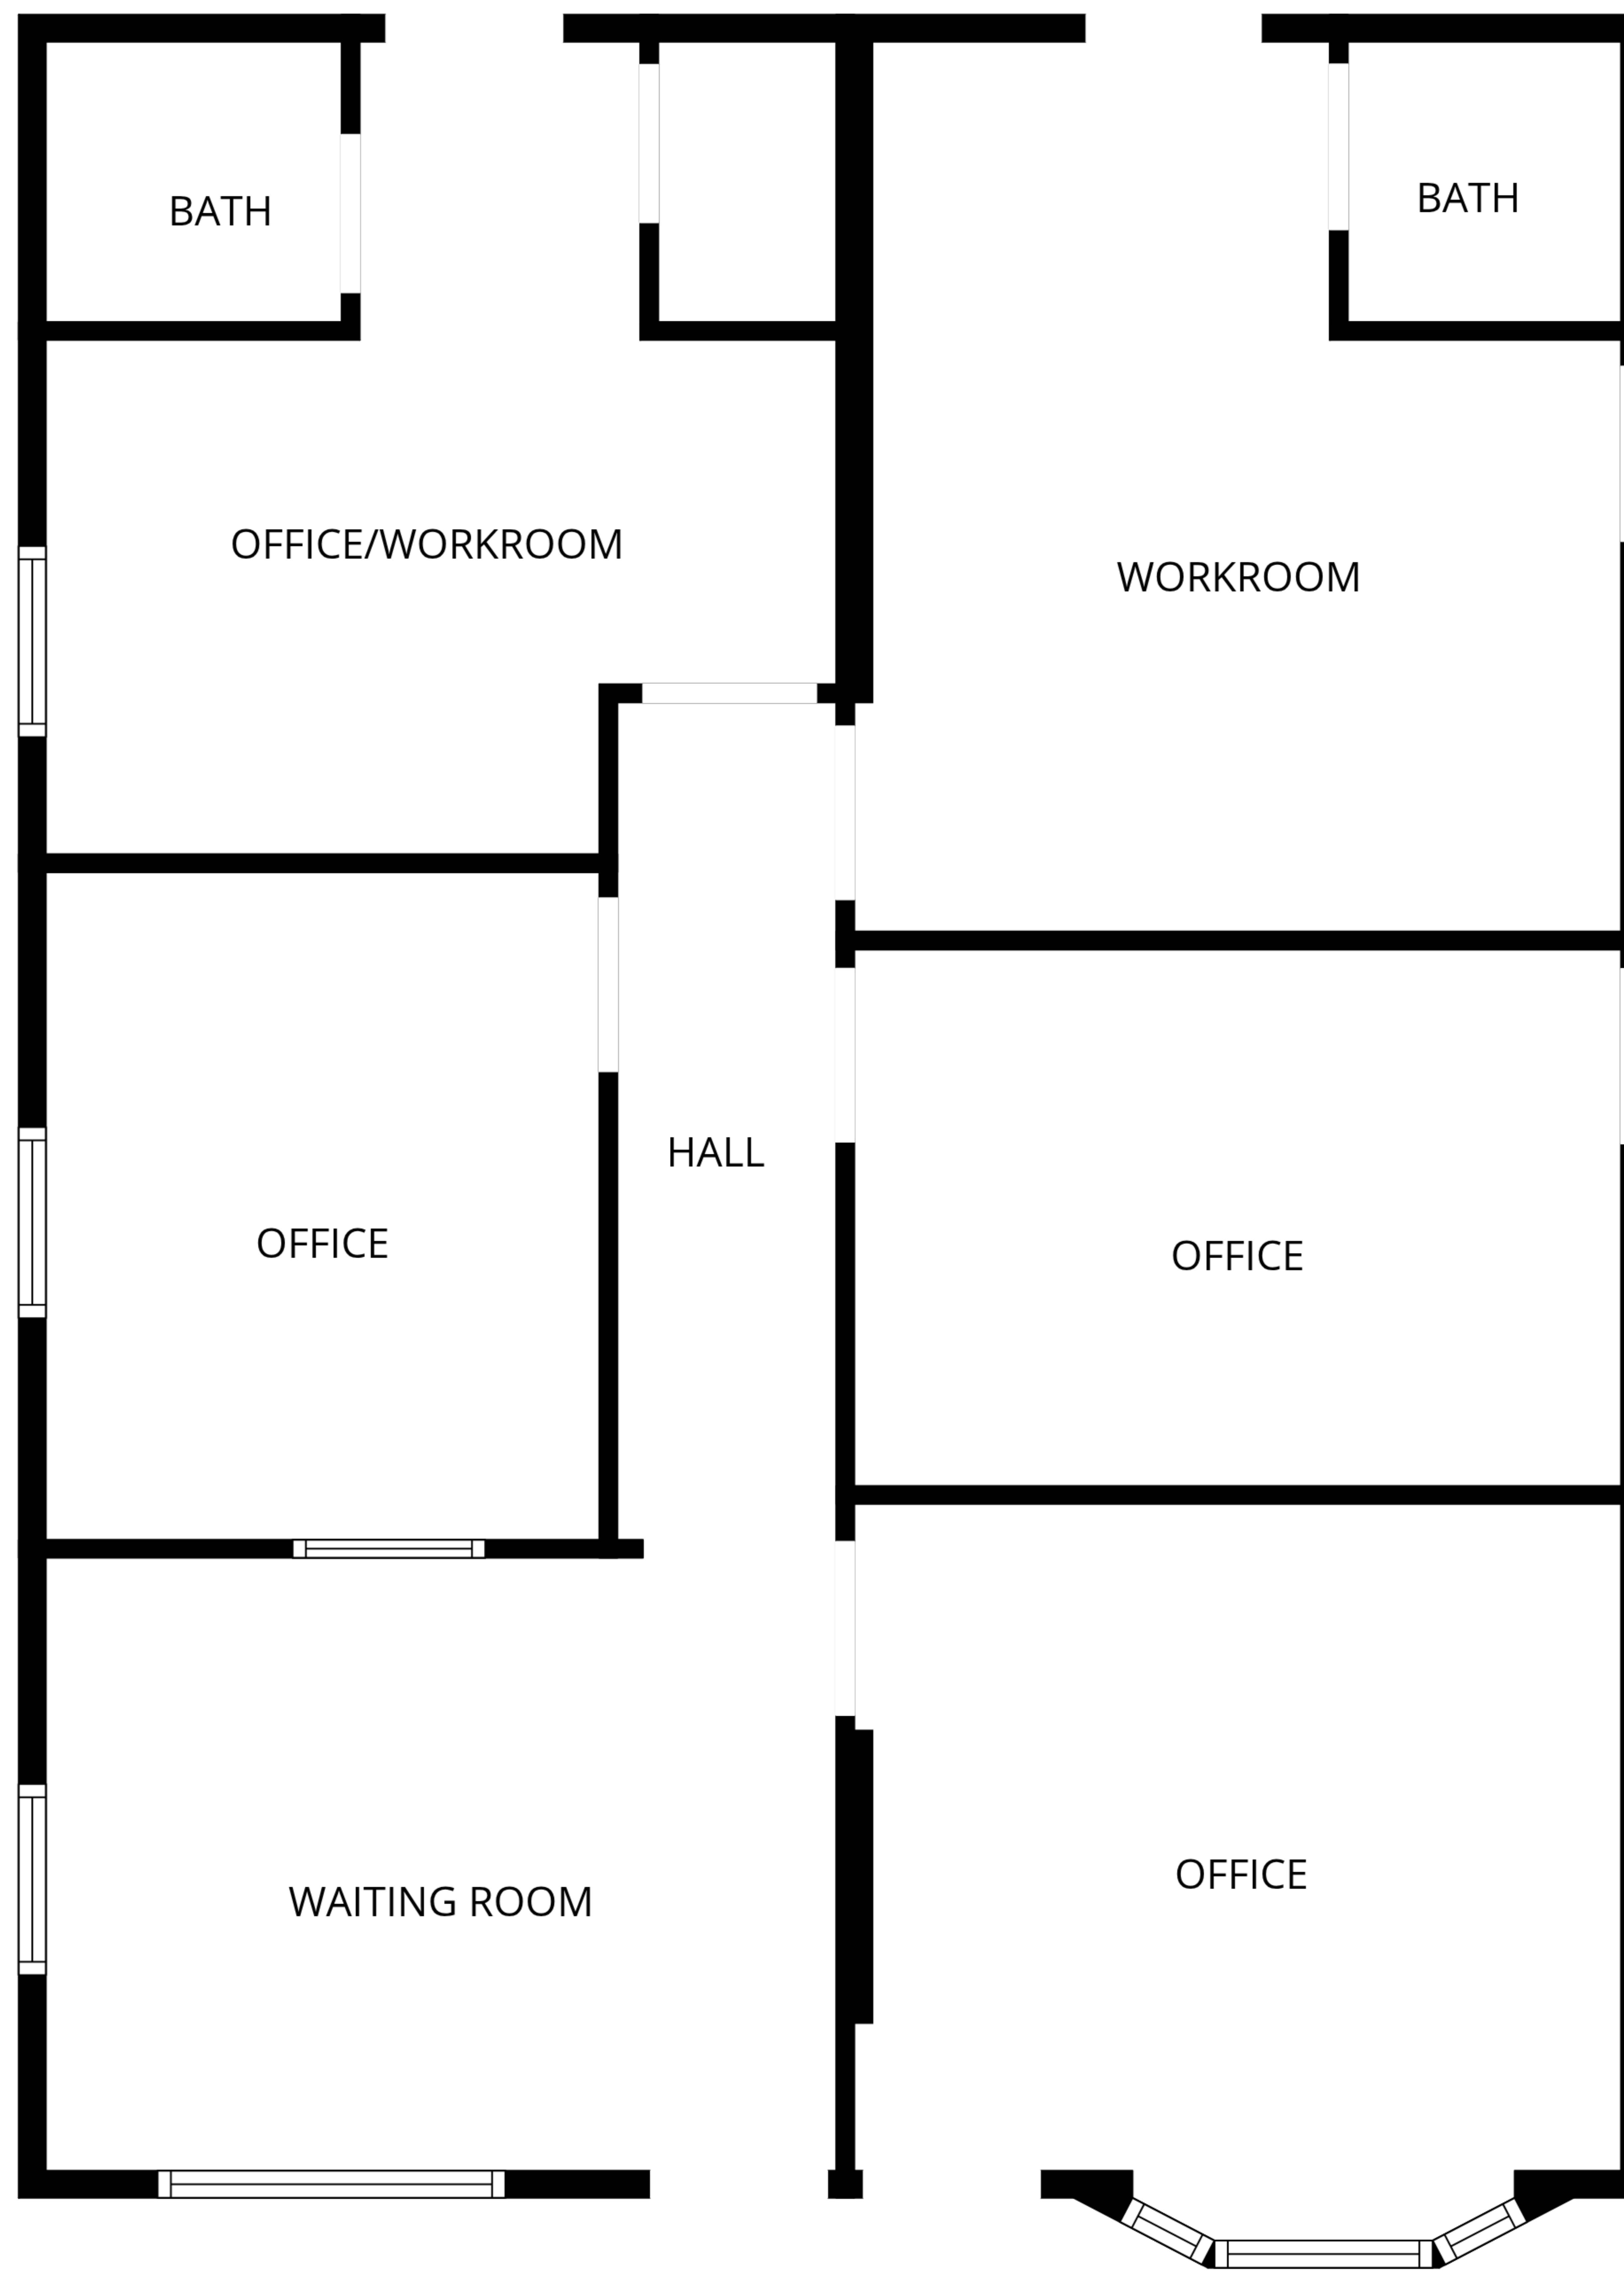 BATH
BATH
OFFICE/WORKROOM
WORKROOM
HALL
OFFICE
OFFICE
WAITING ROOM
OFFICE